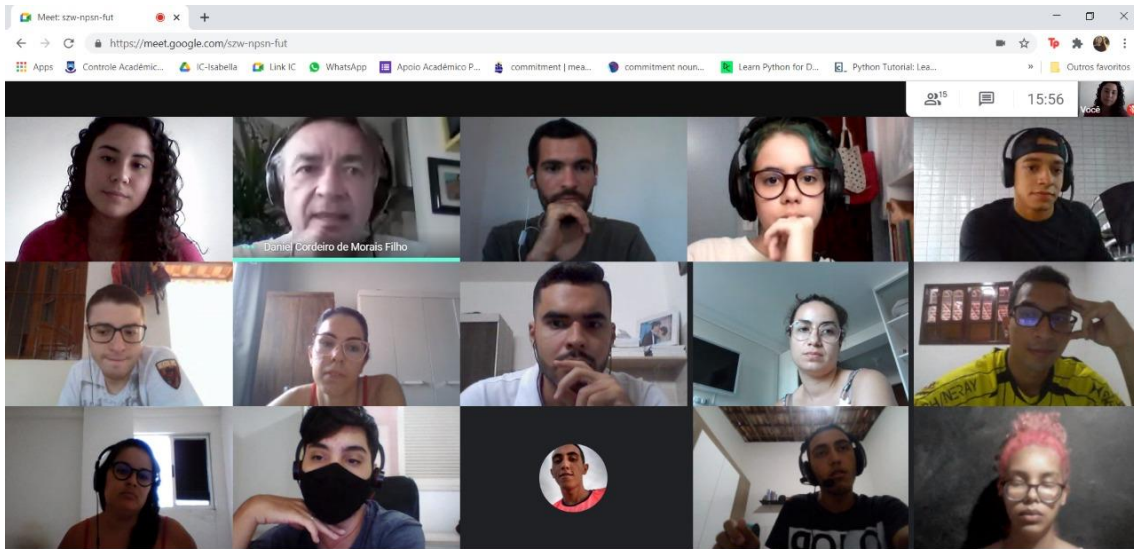 Meet: szw-npsn-fut
https://meet.google.com/szw-npsn-fut
Tp
Apps Controle Acadêmic... IC-Isabella Link IC WhatsApp Apoio Acadêmico P... commitment | mea... commitment noun... Learn Python for D... Python Tutorial: Lea... » Outros favoritos
15 15:56
Você
Daniel Cordeiro de Morais Filho
POLO